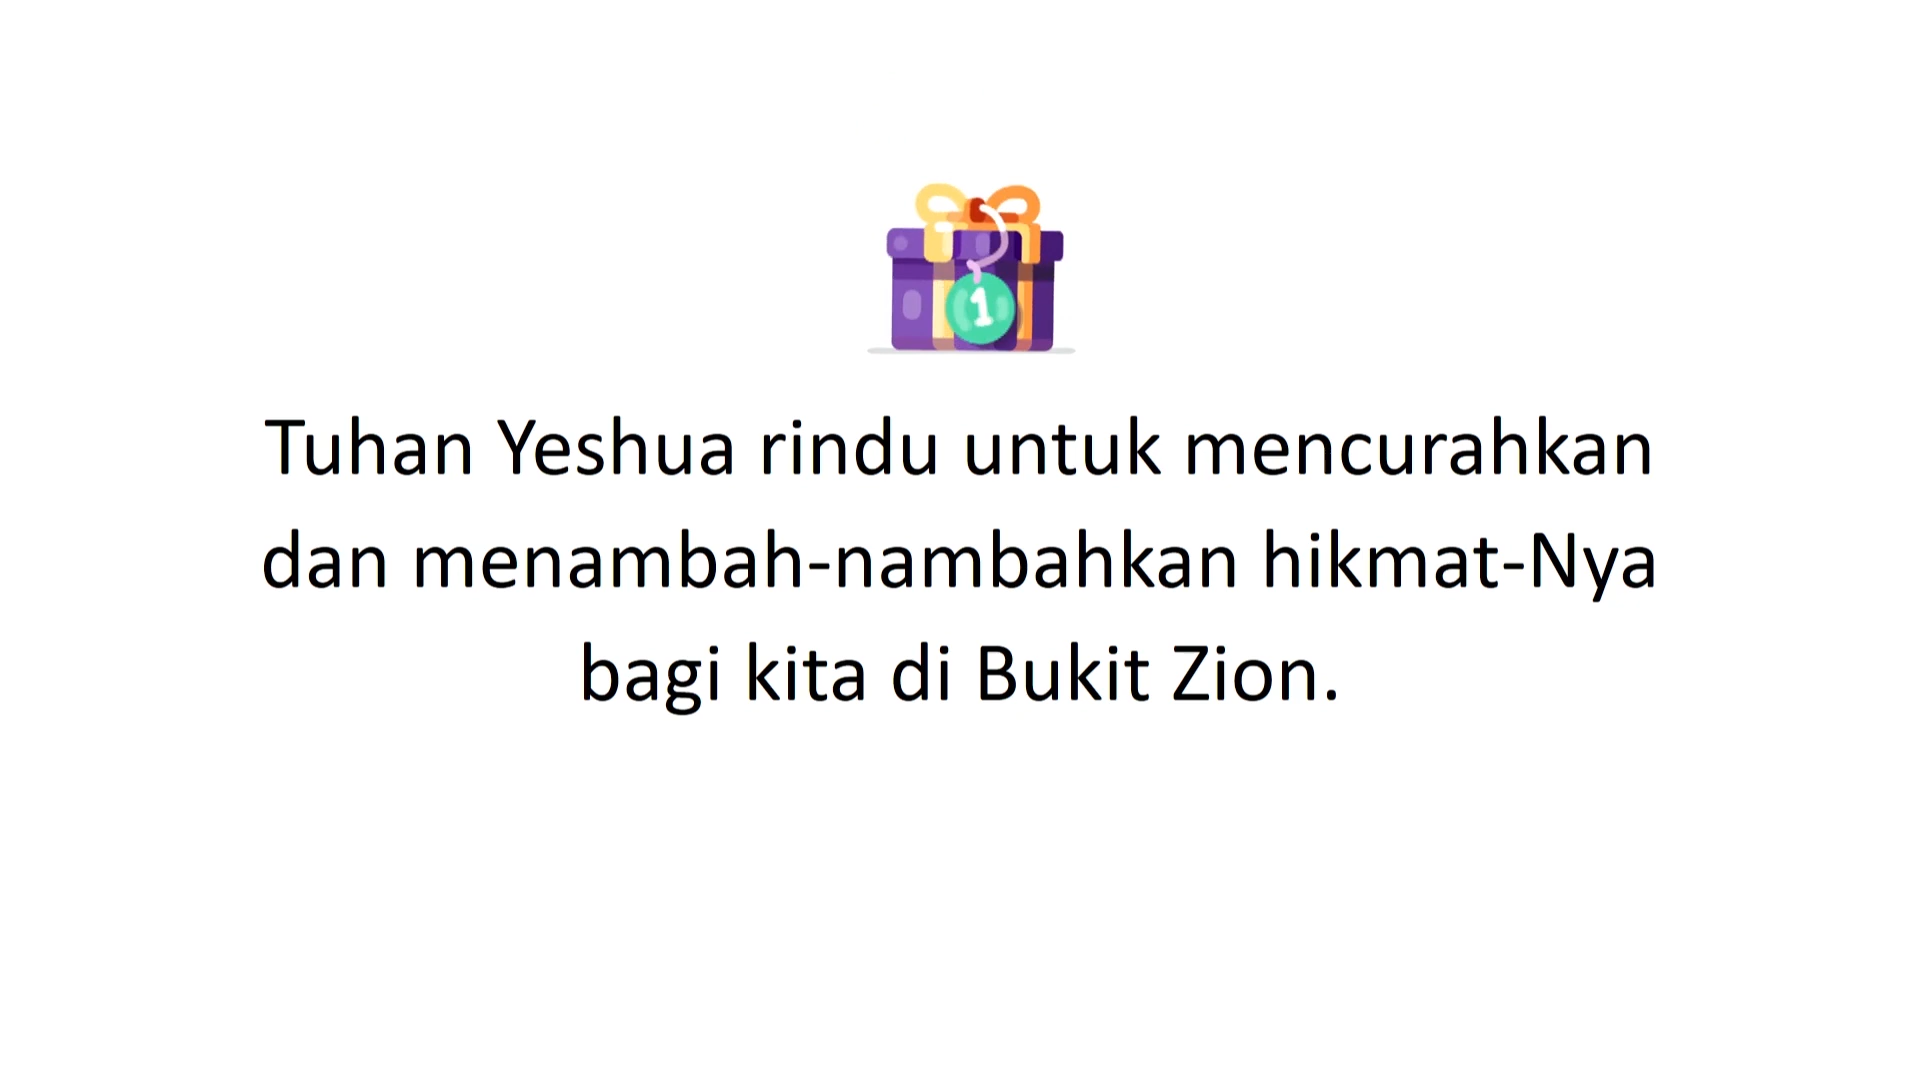 1
Tuhan Yeshua rindu untuk mencurahkan
dan menambah-nambahkan hikmat-Nya
bagi kita di Bukit Zion.